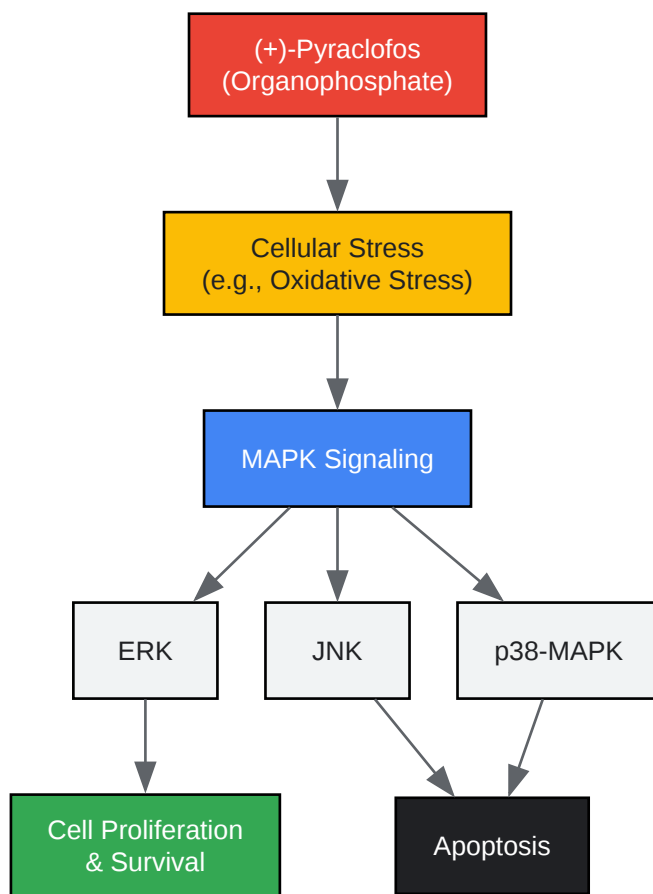 (+)-Pyraclofos
(Organophosphate)
Cellular Stress
(e.g., Oxidative Stress)
MAPK Signaling
ERK
JNK
p38-MAPK
Cell Proliferation
& Survival
Apoptosis